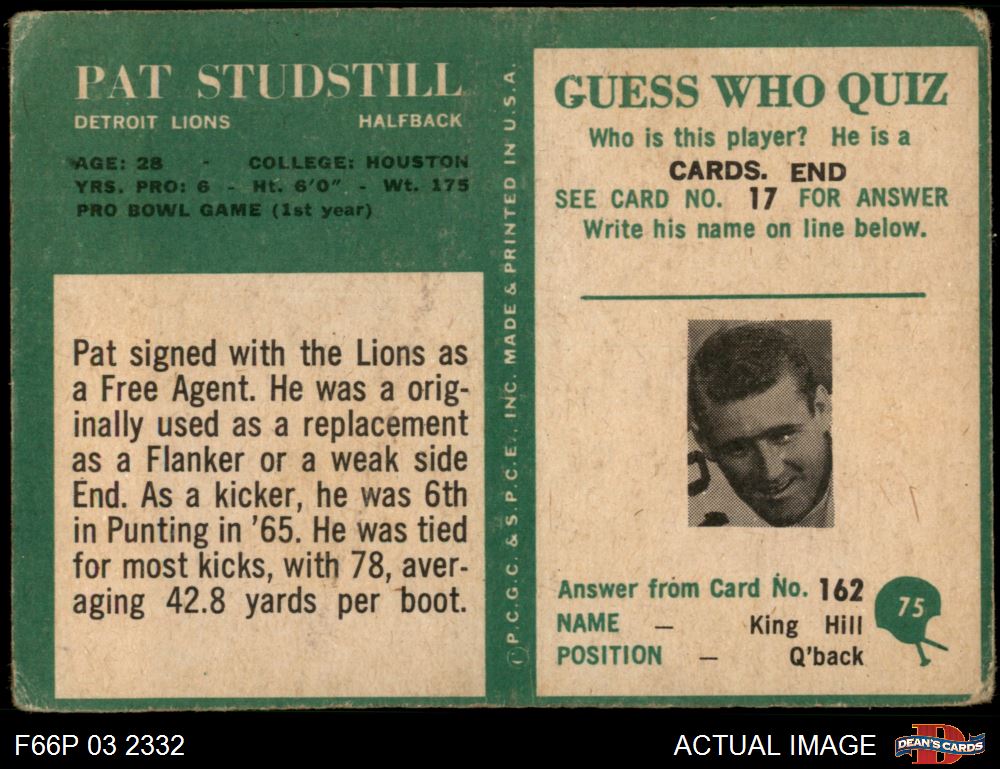 PAT STUDSTILL
DETROIT LIONS HALFBACK
AGE: 28 - COLLEGE: HOUSTON
YRS. PRO: 6 - Ht. 6'0" - Wt. 175
PRO BOWL GAME (1st year)
Pat signed with the Lions as
a Free Agent. He was a orig-
inally used as a replacement
as a Flanker or a weak side
End. As a kicker, he was 6th
in Punting in '65. He was tied
for most kicks, with 78, aver-
aging 42.8 yards per boot.
Ⓟ P.C.G.C. & S.P.C.E., INC. MADE & PRINTED IN U.S.A.
GUESS WHO QUIZ
Who is this player? He is a
CARDS. END
SEE CARD NO. 17 FOR ANSWER
Write his name on line below.
Answer from Card No. 162
NAME — King Hill
POSITION — Q'back
75
F66P 03 2332
ACTUAL IMAGE
D
DEAN'S CARDS